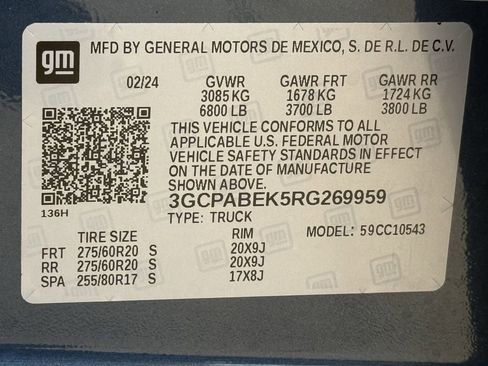 gm MFD BY GENERAL MOTORS DE MEXICO, S. DE R.L. DE C.V.
02/24 GVWR GAWR FRT GAWR RR
3085 KG 1678 KG 1724 KG
6800 LB 3700 LB 3800 LB
THIS VEHICLE CONFORMS TO ALL
APPLICABLE U.S. FEDERAL MOTOR
VEHICLE SAFETY STANDARDS IN EFFECT
ON THE DATE OF MANUFACTURE
SHOWN ABOVE.
3GCPABEK5RG269959
136H TYPE: TRUCK
TIRE SIZE RIM MODEL: 59CC10543
FRT 275/60R20 S 20X9J
RR 275/60R20 S 20X9J
SPA 255/80R17 S 17X8J